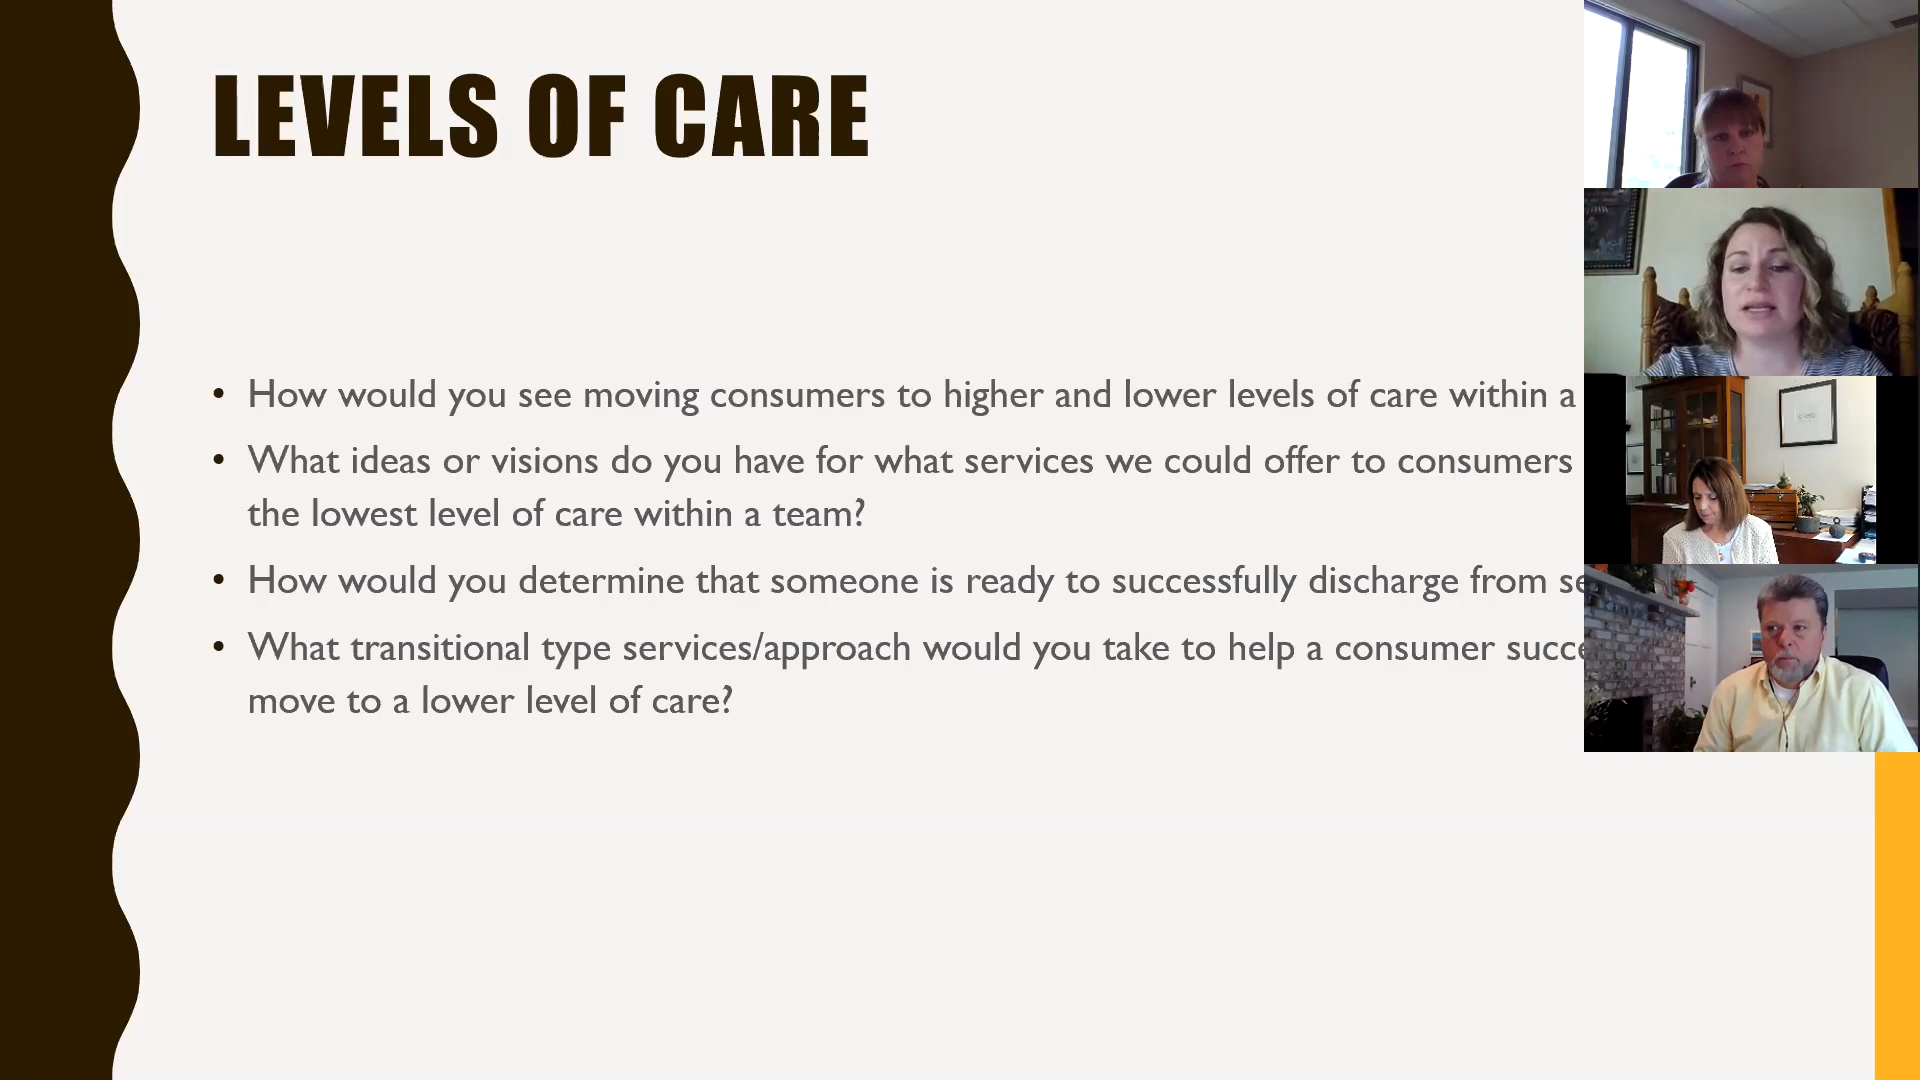 LEVELS OF CARE
• How would you see moving consumers to higher and lower levels of care within a
• What ideas or visions do you have for what services we could offer to consumers
the lowest level of care within a team?
• How would you determine that someone is ready to successfully discharge from
• What transitional type services/approach would you take to help a consumer
move to a lower level of care?